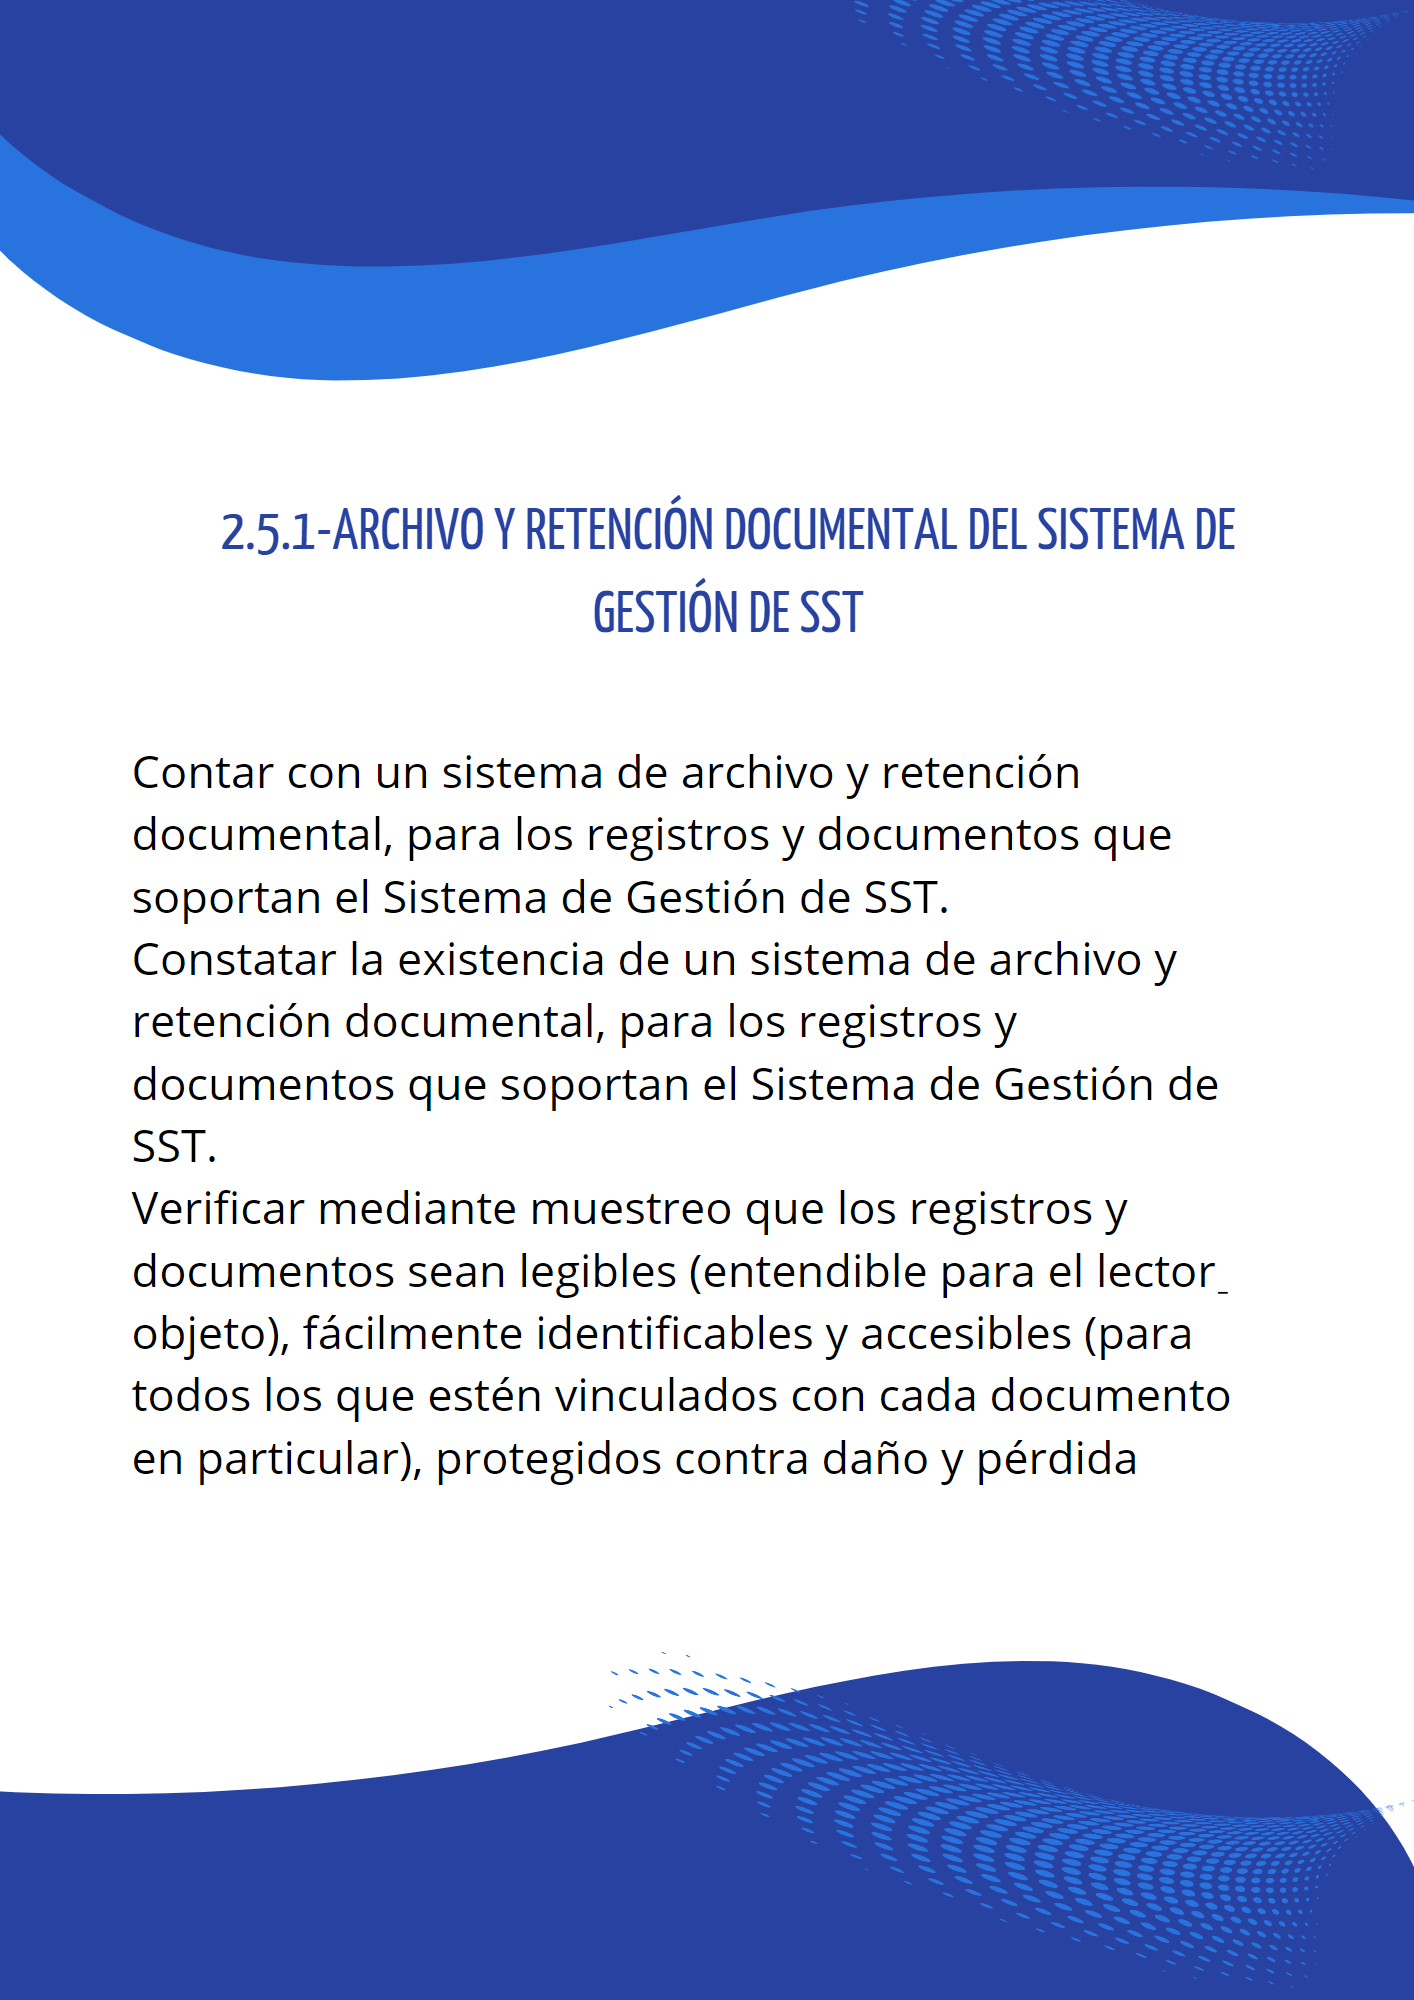 2.5.1-ARCHIVO Y RETENCIÓN DOCUMENTAL DEL SISTEMA DE
GESTIÓN DE SST
Contar con un sistema de archivo y retención
documental, para los registros y documentos que
soportan el Sistema de Gestión de SST.
Constatar la existencia de un sistema de archivo y
retención documental, para los registros y
documentos que soportan el Sistema de Gestión de
SST.
Verificar mediante muestreo que los registros y
documentos sean legibles (entendible para el lector_
objeto), fácilmente identificables y accesibles (para
todos los que estén vinculados con cada documento
en particular), protegidos contra daño y pérdida